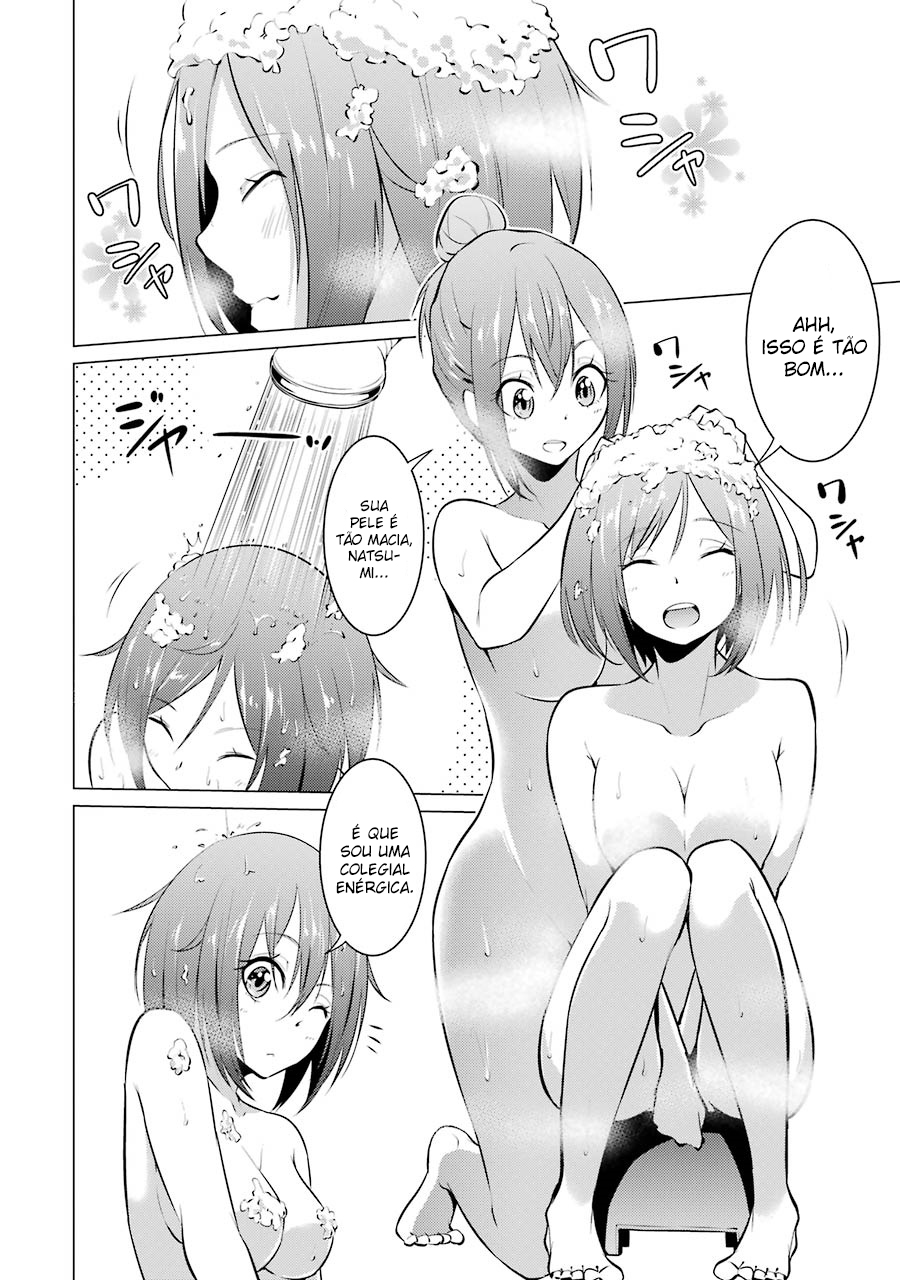 ワシャ
ワシャ
AHH,
ISSO É TÃO
BOM...
ワシャ
ワシャ
ジャーーッ
SUA
PELE É
TÃO MACIA,
NATSU-
MI...
É QUE
SOU UMA
COLEGIAL
ENÉRGICA.